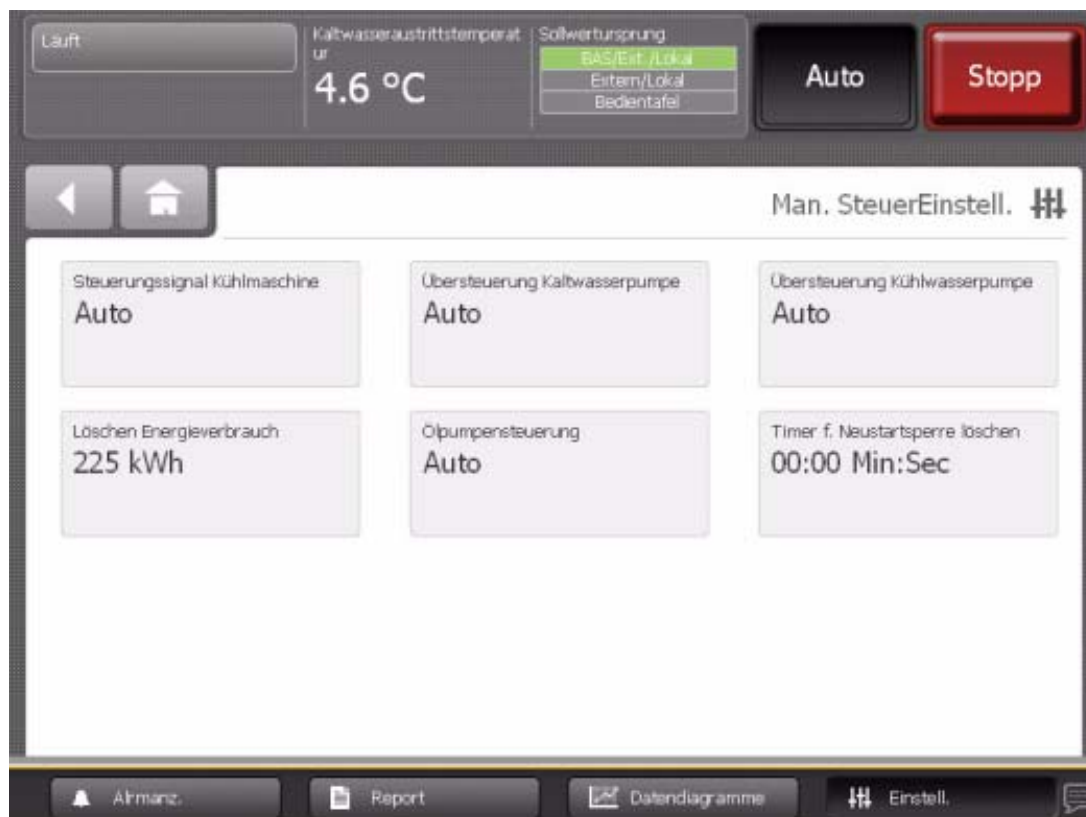 Läuft
Kaltwasseraustrittstemperat
ur
4.6 °C
Sollwertursprung
BAS/Ext./Lokal
Extern/Lokal
Bedientafel
Auto
Stopp
Man. SteuerEinstell.
Steuerungssignal Kühlmaschine
Auto
Übersteuerung Kaltwasserpumpe
Auto
Übersteuerung Kühlwasserpumpe
Auto
Löschen Energieverbrauch
225 kWh
Ölpumpensteuerung
Auto
Timer f. Neustartsperre löschen
00:00 Min:Sec
Alrmanz.
Report
Datendiagramme
Einstell.